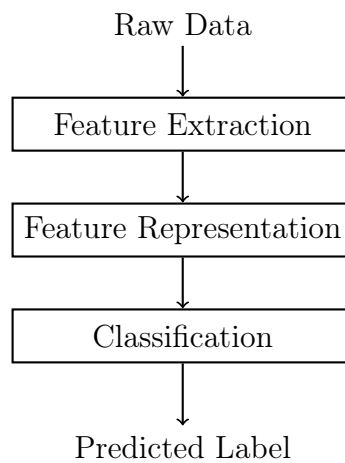 Raw Data
Feature Extraction
Feature Representation
Classification
Predicted Label